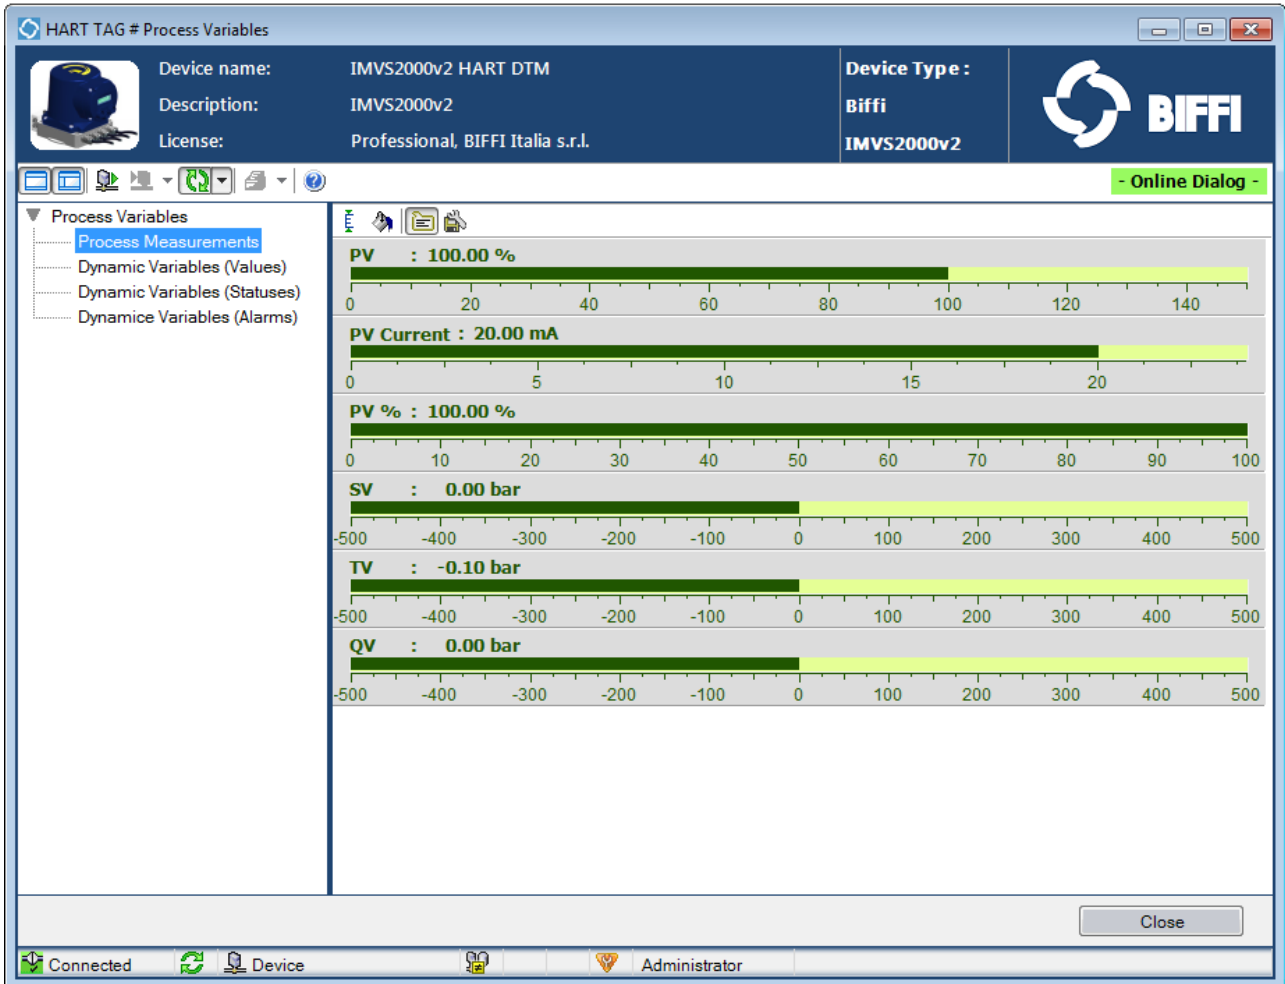 HART TAG # Process Variables
Device name: IMVS2000v2 HART DTM
Description: IMVS2000v2
License: Professional, BIFFI Italia s.r.l.
Device Type :
Biffi
IMVS2000v2
BIFFI
- Online Dialog -
Process Variables
Process Measurements
Dynamic Variables (Values)
Dynamic Variables (Statuses)
Dynamice Variables (Alarms)
PV : 100.00 %
0 20 40 60 80 100 120 140
PV Current : 20.00 mA
0 5 10 15 20
PV % : 100.00 %
0 10 20 30 40 50 60 70 80 90 100
SV : 0.00 bar
-500 -400 -300 -200 -100 0 100 200 300 400 500
TV : -0.10 bar
-500 -400 -300 -200 -100 0 100 200 300 400 500
QV : 0.00 bar
-500 -400 -300 -200 -100 0 100 200 300 400 500
Close
Connected Device Administrator